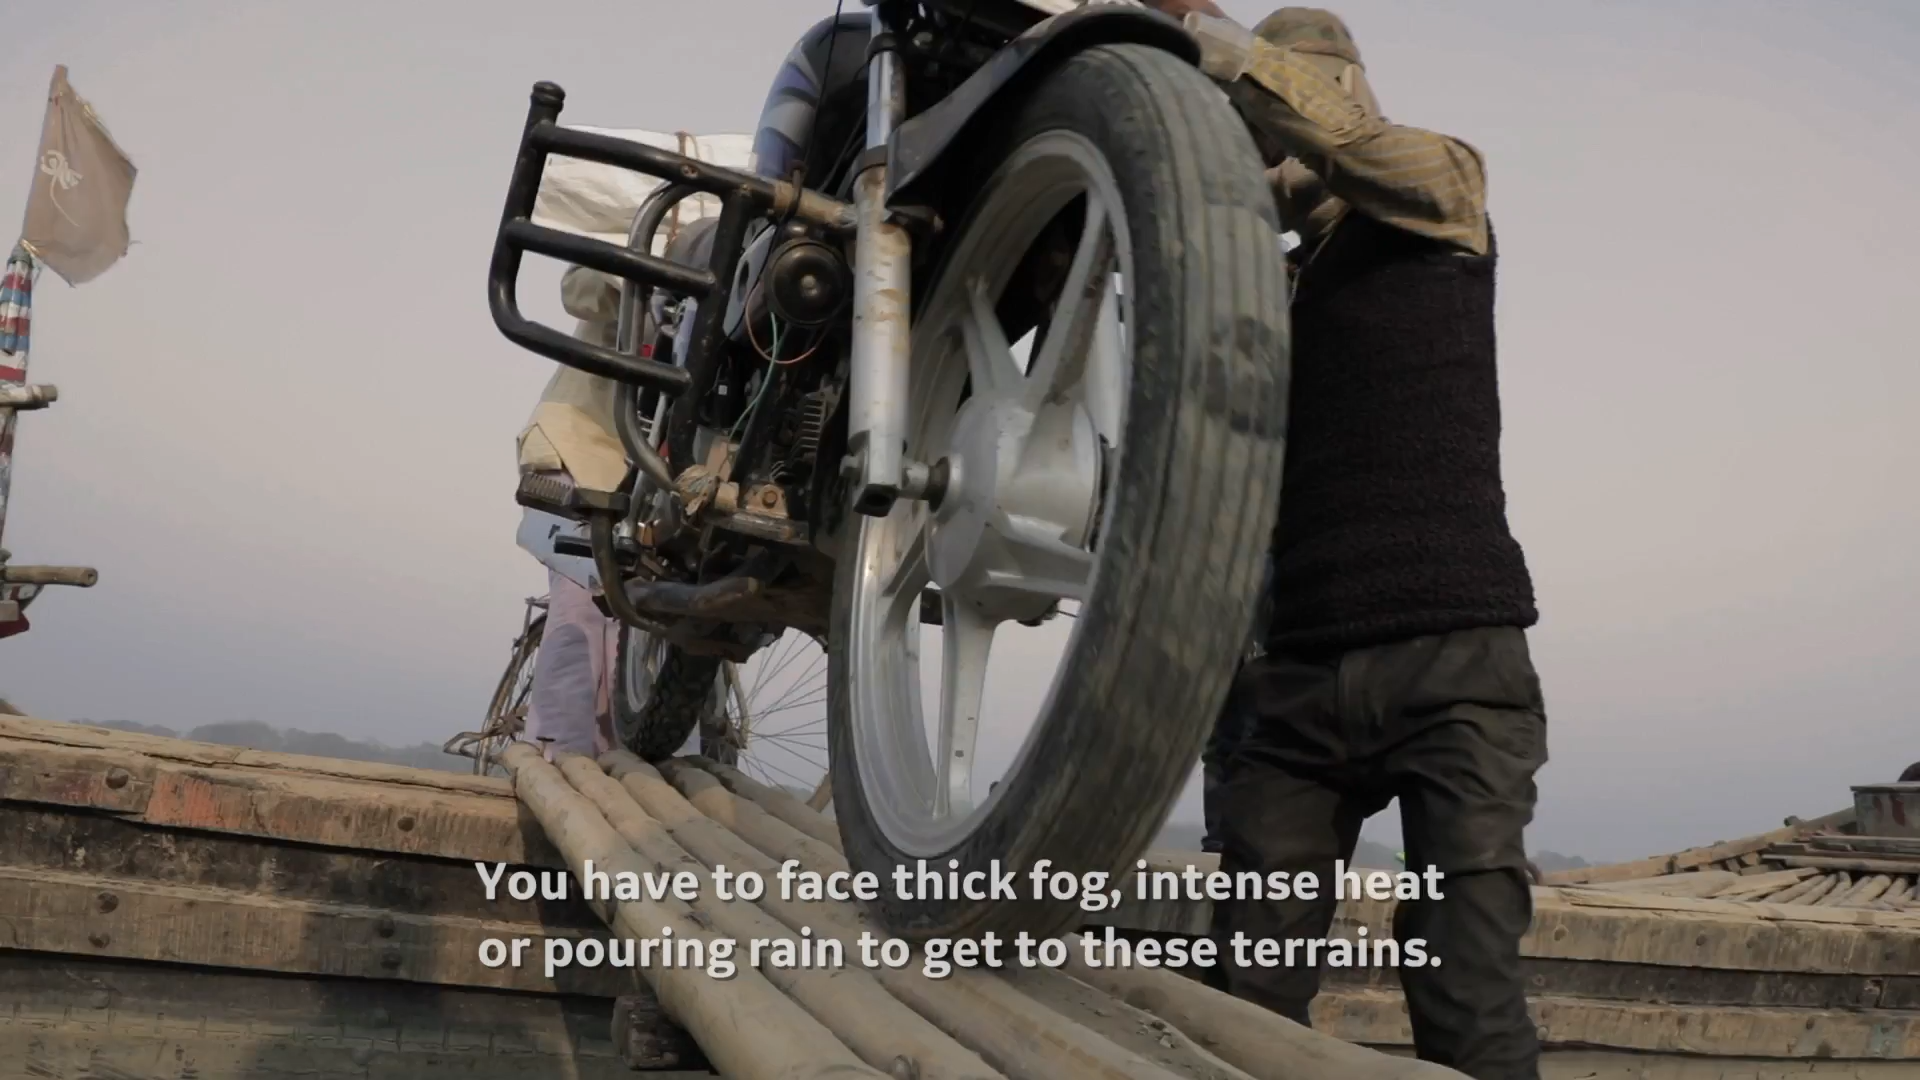 You have to face thick fog, intense heat
or pouring rain to get to these terrains.